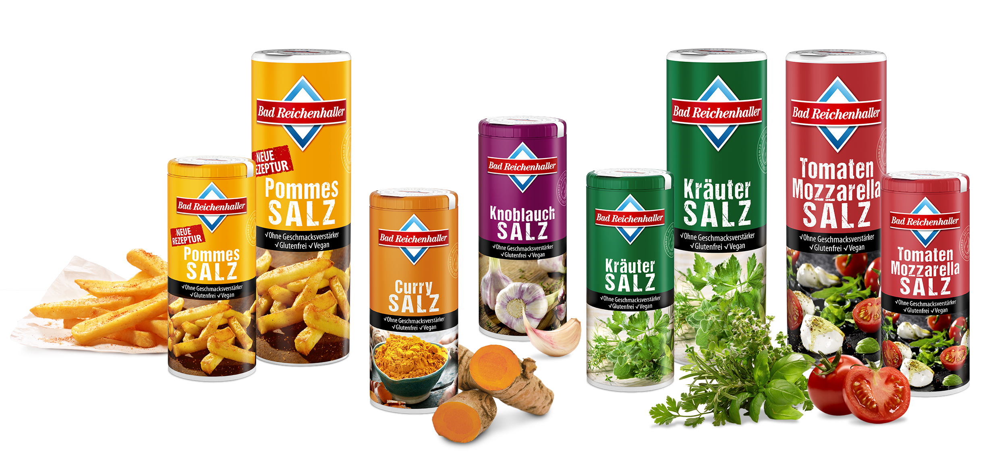 Bad Reichenhaller
NEUE
REZEPTUR
Pommes
SALZ
√Ohne Geschmacksverstärker
√Glutenfrei √Vegan
Bad Reichenhaller
NEUE
Pommes
SALZ
√Ohne Geschmacksverstärker
√Glutenfrei √Vegan
Bad Reichenhaller
Curry
SALZ
√Ohne Geschmacksverstärker
√Glutenfrei √Vegan
Bad Reichenhaller
Knoblauch
SALZ
√Ohne Geschmacksverstärker
√Glutenfrei √Vegan
Bad Reichenhaller
Kräuter
SALZ
√Ohne Geschmacksverstärker
√Glutenfrei √Vegan
Bad Reichenhaller
Kräuter
SALZ
√Ohne Geschmacksverstärker
√Glutenfrei √Vegan
Bad Reichenhaller
Tomaten
Mozzarella
SALZ
√Ohne Geschmacksverstärker
√Glutenfrei √Vegan
Bad Reichenhaller
Tomaten
Mozzarella
SALZ
√Ohne Geschmacksverstärker
√Glutenfrei √Vegan